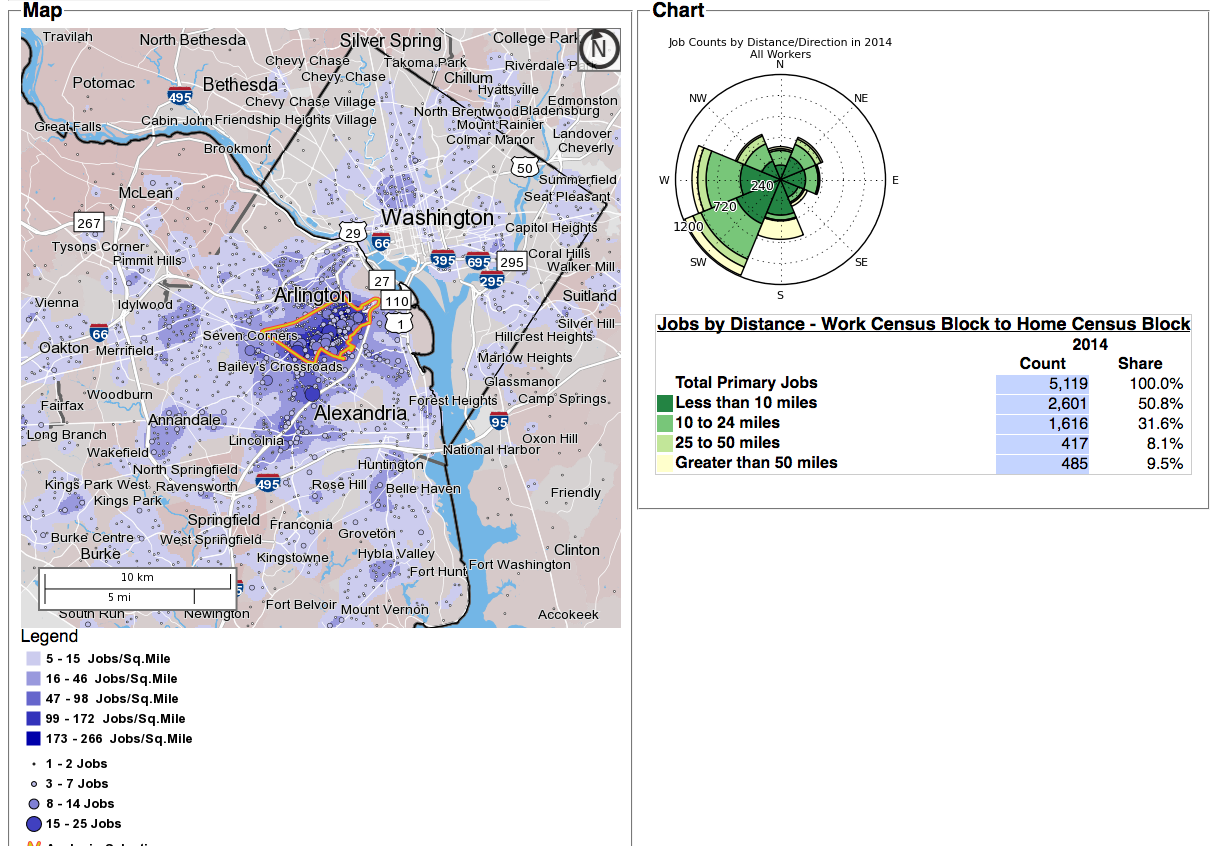 Map
Travilah
North Bethesda
Silver Spring
College Park
N
Chevy Chase
Takoma Park
Riverdale P
Potomac
Bethesda
Chevy Chase
Chillum
Hyattsville
495
Chevy Chase Village
Edmonston
North Brentwood
Bladensburg
Great Falls
Cabin John
Friendship Heights Village
Mount Rainier
Landover
Colmar Manor
Cheverly
Brookmont
50
Summerfield
McLean
Seat Pleasant
267
Washington
29
66
Capitol Heights
Tysons Corner
395
695
295
Coral Hills
Pimmit Hills
Walker Mill
27
295
Vienna
Idylwood
Arlington
110
Suitland
66
Seven Corners
1
Silver Hill
Hillcrest Heights
Oakton
Merrifield
Marlow Heights
Bailey's Crossroads
Glassmanor
Woodburn
Forest Heights
Camp Springs
Fairfax
Annandale
Alexandria
95
Long Branch
Lincolnia
Oxon Hill
Wakefield
National Harbor
North Springfield
Huntington
Kings Park West
Ravensworth
495
Rose Hill
Belle Haven
Friendly
Kings Park
Springfield
Franconia
Groveton
Burke Centre
West Springfield
Clinton
Burke
Kingstowne
Hybla Valley
Fort Hunt
Fort Washington
10 km
5 mi
South Run
Newington
Fort Belvoir
Mount Vernon
Accokeek
Legend
5 - 15 Jobs/Sq.Mile
16 - 46 Jobs/Sq.Mile
47 - 98 Jobs/Sq.Mile
99 - 172 Jobs/Sq.Mile
173 - 266 Jobs/Sq.Mile
1 - 2 Jobs
3 - 7 Jobs
8 - 14 Jobs
15 - 25 Jobs
Chart
Job Counts by Distance/Direction in 2014
All Workers
N
NW
NE
W
240
E
720
1200
SW
SE
S
Jobs by Distance - Work Census Block to Home Census Block
2014
Count Share
Total Primary Jobs 5,119 100.0%
Less than 10 miles 2,601 50.8%
10 to 24 miles 1,616 31.6%
25 to 50 miles 417 8.1%
Greater than 50 miles 485 9.5%